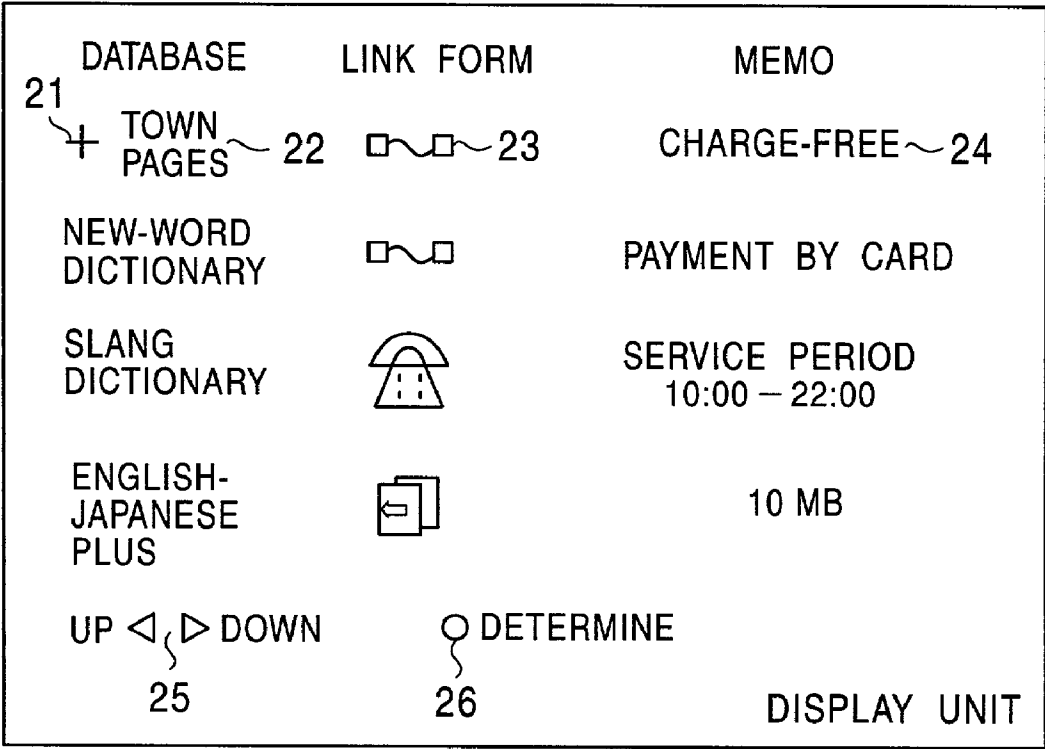 DATABASE LINK FORM MEMO
21
TOWN
PAGES 22 23 CHARGE-FREE 24
NEW-WORD
DICTIONARY PAYMENT BY CARD
SLANG
DICTIONARY SERVICE PERIOD
10:00 – 22:00
ENGLISH-
JAPANESE
PLUS 10 MB
UP DOWN DETERMINE
25 26
DISPLAY UNIT